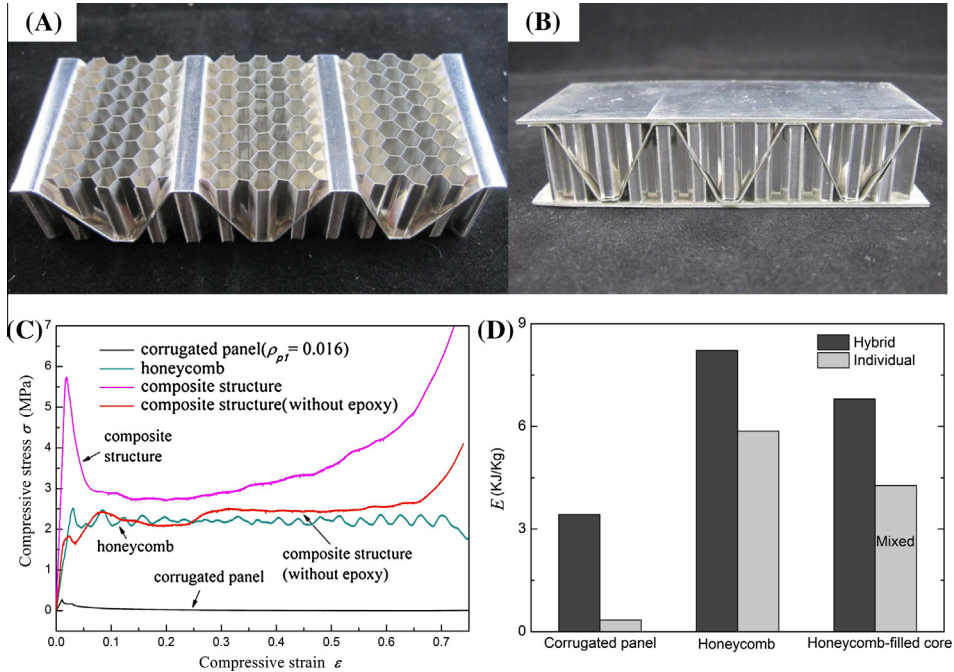 (A)
(B)
(C)
7
6
5
4
3
2
1
0
Compressive stress σ (MPa)
corrugated panel(ρp1= 0.016)
honeycomb
composite structure
composite structure(without epoxy)
composite
structure
honeycomb
composite structure
(without epoxy)
corrugated panel
0.0 0.1 0.2 0.3 0.4 0.5 0.6 0.7
Compressive strain ε
(D)
9
6
3
0
E (KJ/Kg)
Hybrid
Individual
Mixed
Corrugated panel Honeycomb Honeycomb-filled core